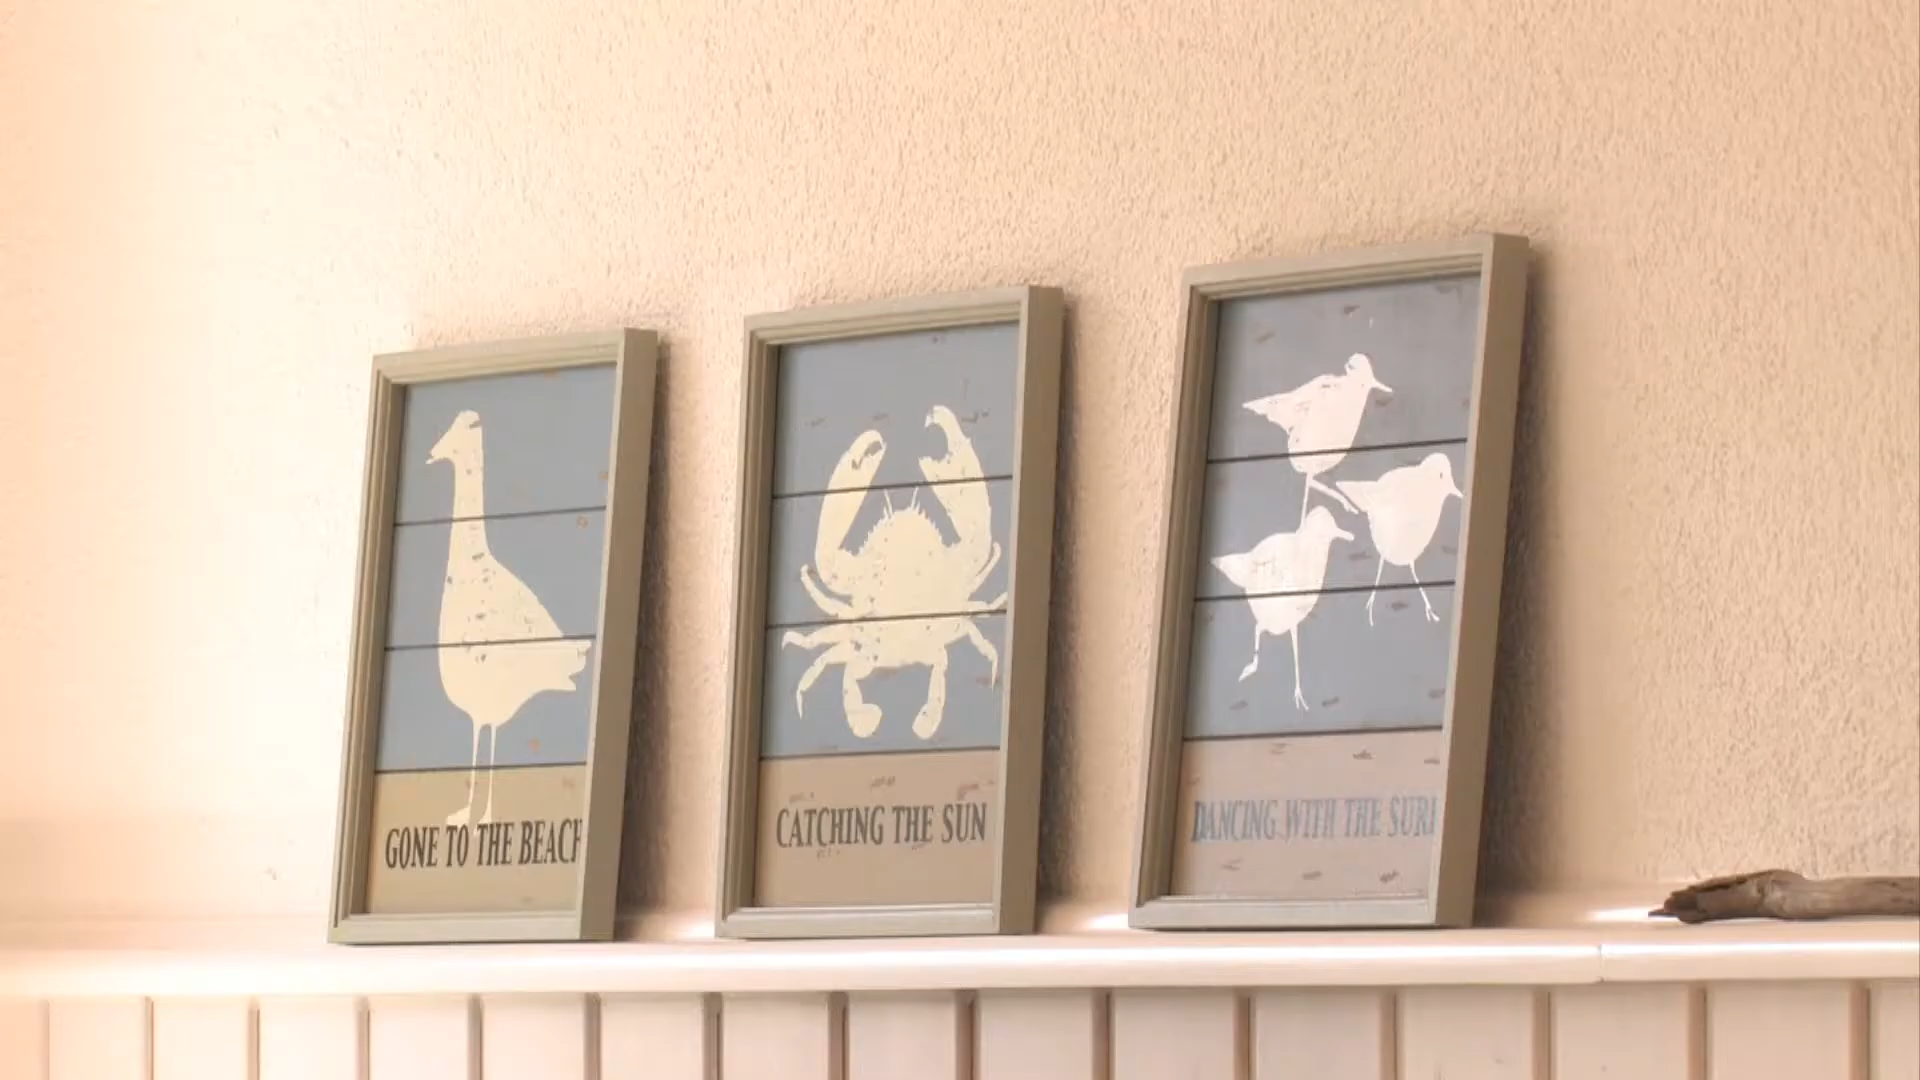 GONE TO THE BEACH
CATCHING THE SUN
DANCING WITH THE SURF